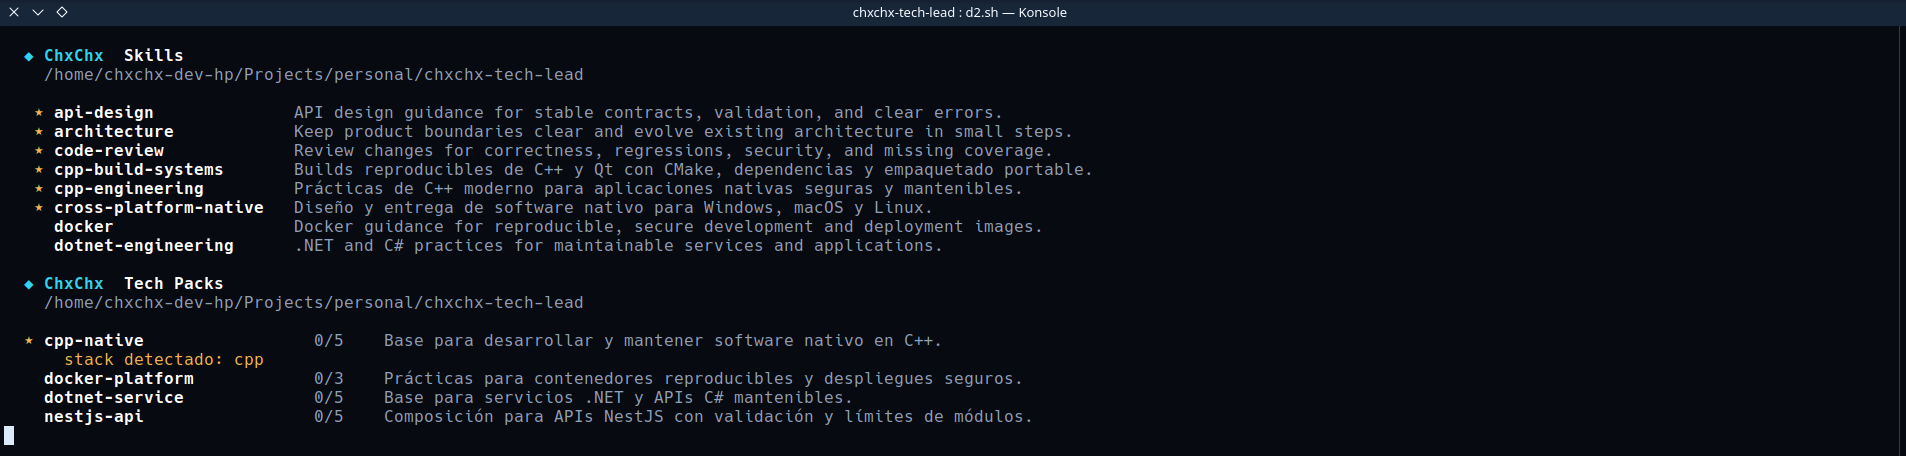 chxchx-tech-lead : d2.sh — Konsole
◆ ChxChx  Skills
/home/chxchx-dev-hp/Projects/personal/chxchx-tech-lead
★ api-design              API design guidance for stable contracts, validation, and clear errors.
★ architecture            Keep product boundaries clear and evolve existing architecture in small steps.
★ code-review             Review changes for correctness, regressions, security, and missing coverage.
★ cpp-build-systems       Builds reproducibles de C++ y Qt con CMake, dependencias y empaquetado portable.
★ cpp-engineering         Prácticas de C++ moderno para aplicaciones nativas seguras y mantenibles.
★ cross-platform-native   Diseño y entrega de software nativo para Windows, macOS y Linux.
docker                  Docker guidance for reproducible, secure development and deployment images.
dotnet-engineering      .NET and C# practices for maintainable services and applications.
◆ ChxChx  Tech Packs
/home/chxchx-dev-hp/Projects/personal/chxchx-tech-lead
★ cpp-native                 0/5    Base para desarrollar y mantener software nativo en C++.
stack detectado: cpp
docker-platform            0/3    Prácticas para contenedores reproducibles y despliegues seguros.
dotnet-service             0/5    Base para servicios .NET y APIs C# mantenibles.
nestjs-api                 0/5    Composición para APIs NestJS con validación y límites de módulos.